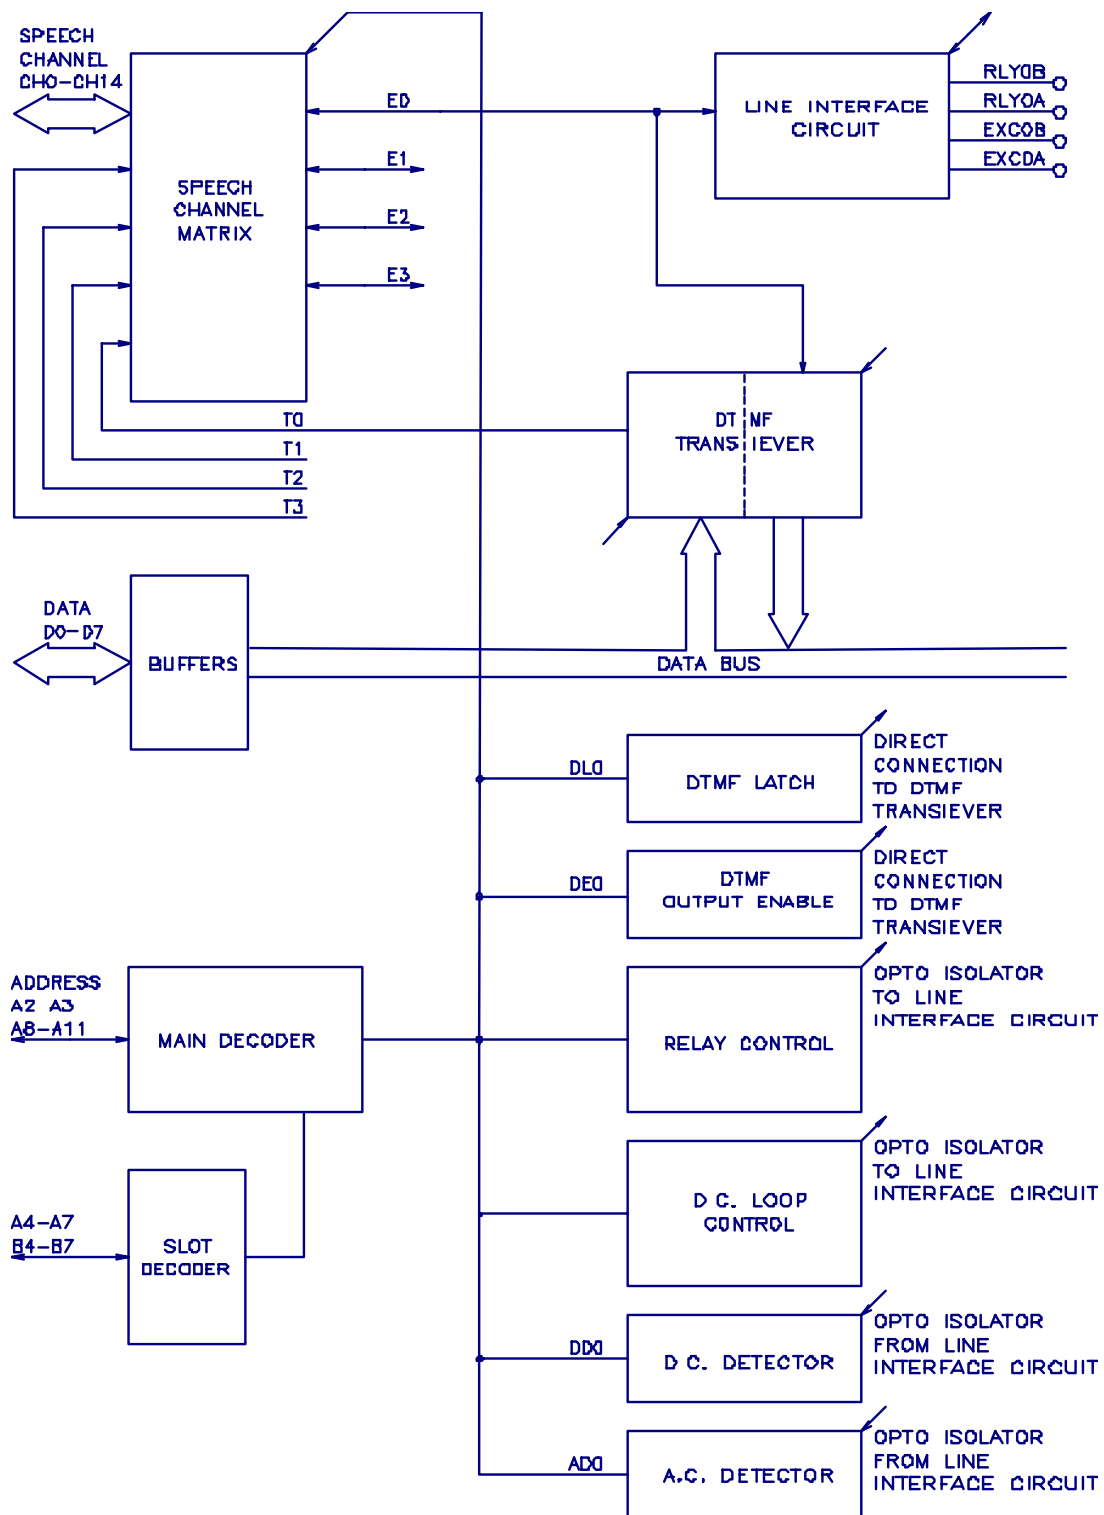 SPEECH
CHANNEL
CH0-CH14
SPEECH
CHANNEL
MATRIX
E0
E1
E2
E3
LINE INTERFACE
CIRCUIT
RLY0B
RLY0A
EXC0B
EXC0A
T0
T1
T2
T3
DTMF
TRANSIEVER
DATA
D0-D7
BUFFERS
DATA BUS
DL0
DTMF LATCH
DIRECT
CONNECTION
TO DTMF
TRANSIEVER
DE0
DTMF
OUTPUT ENABLE
DIRECT
CONNECTION
TO DTMF
TRANSIEVER
ADDRESS
A2 A3
A8-A11
MAIN DECODER
RELAY CONTROL
OPTO ISOLATOR
TO LINE
INTERFACE CIRCUIT
A4-A7
B4-B7
SLOT
DECODER
D.C. LOOP
CONTROL
OPTO ISOLATOR
TO LINE
INTERFACE CIRCUIT
DD0
D.C. DETECTOR
OPTO ISOLATOR
FROM LINE
INTERFACE CIRCUIT
AD0
A.C. DETECTOR
OPTO ISOLATOR
FROM LINE
INTERFACE CIRCUIT